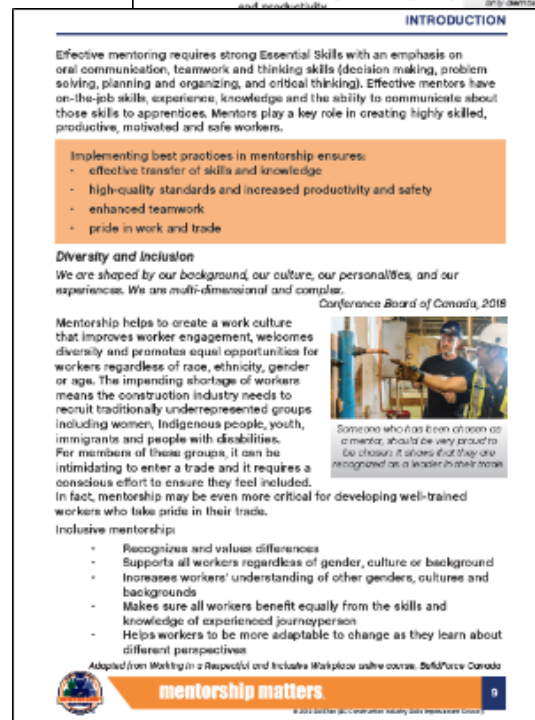 and productivity
INTRODUCTION
Effective mentoring requires strong Essential Skills with an emphasis on
oral communication, teamwork and thinking skills (decision making, problem
solving, planning and organizing, and critical thinking). Effective mentors have
on-the-job skills, experience, knowledge and the ability to communicate about
those skills to apprentices. Mentors play a key role in creating highly skilled,
productive, motivated and safe workers.
Implementing best practices in mentorship ensures:
- effective transfer of skills and knowledge
- high-quality standards and increased productivity and safety
- enhanced teamwork
- pride in work and trade
Diversity and Inclusion
We are shaped by our background, our culture, our personalities, and our
experiences. We are multi-dimensional and complex.
Conference Board of Canada, 2018
Mentorship helps to create a work culture
that improves worker engagement, welcomes
diversity and promotes equal opportunities for
workers regardless of race, ethnicity, gender
or age. The impending shortage of workers
means the construction industry needs to
recruit traditionally underrepresented groups
including women, Indigenous people, youth,
immigrants and people with disabilities.
For members of these groups, it can be
intimidating to enter a trade and it requires a
conscious effort to ensure they feel included.
In fact, mentorship may be even more critical for developing well-trained
workers who take pride in their trade.
Someone who has been chosen as
a mentor, should be very proud to
be chosen. It shows that they are
recognized as a leader in their trade
Inclusive mentorship:
- Recognizes and values differences
- Supports all workers regardless of gender, culture or background
- Increases workers' understanding of other genders, cultures and
backgrounds
- Makes sure all workers benefit equally from the skills and
knowledge of experienced journeyperson
- Helps workers to be more adaptable to change as they learn about
different perspectives
Adapted from Working in a Respectful and Inclusive Workplace online course. BuildForce Canada
mentorship matters.
9